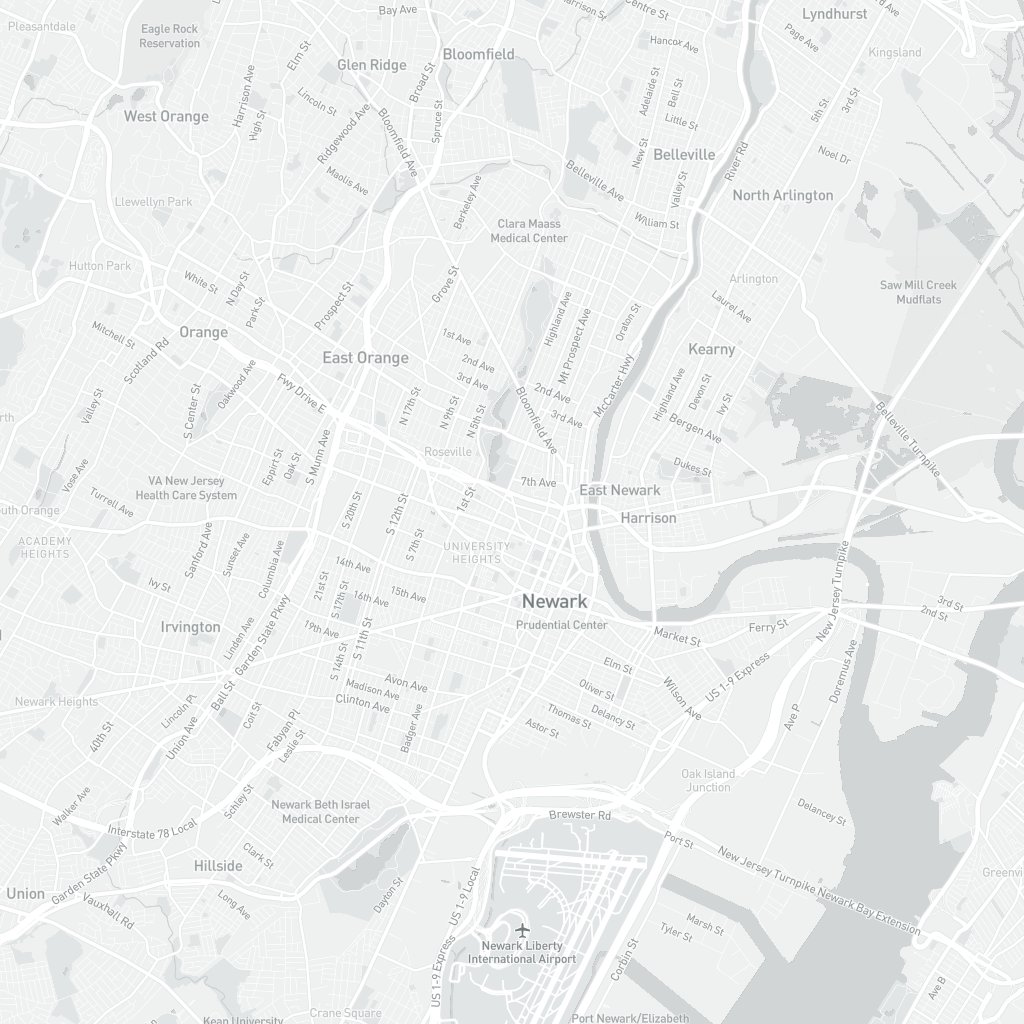 Bay Ave
Harrison St
Centre St
Lyndhurst
Pleasantdale
Eagle Rock
Reservation
Elm St
Glen Ridge
Bloomfield
Hancox Ave
Page Ave
Kingsland
Harrison Ave
High St
Lincoln St
Broad St
Adelaide St
Bell St
West Orange
Ridgewood Ave
Bloomfield Ave
Spruce St
Little St
5th St
3rd St
New St
Belleville
River Rd
Noel Dr
Maolis Ave
Belleville Ave
Valley St
North Arlington
Llewellyn Park
Berkeley Ave
Clara Maass
Medical Center
William St
Hutton Park
White St
N Day St
Park St
Prospect St
Grove St
Arlington
Saw Mill Creek
Mudflats
Orange
Mitchell St
Scotland Rd
East Orange
1st Ave
2nd Ave
3rd Ave
Highland Ave
Mt Prospect Ave
Oraton St
McCarter Hwy
Laurel Ave
Kearny
Fwy Drive E
Oakwood Ave
S Center St
Valley St
N 17th St
N 9th St
N 5th St
2nd Ave
3rd Ave
Bloomfield Ave
Highland Ave
Devon St
Ivy St
Bergen Ave
Belleville Turnpike
S Munn Ave
Roseville
Eppirt St
Oak St
Vose Ave
Turrell Ave
VA New Jersey
Health Care System
Dukes St
7th Ave
1st St
East Newark
Harrison
South Orange
S 20th St
S 12th St
S 7th St
ACADEMY
HEIGHTS
Sanford Ave
Sunset Ave
Columbia Ave
UNIVERSITY
HEIGHTS
Ivy St
14th Ave
15th Ave
16th Ave
19th Ave
21st St
S 17th St
S 11th St
S 14th St
New Jersey Turnpike
Newark
Prudential Center
3rd St
2nd St
Irvington
Linden Ave
Garden State Pkwy
Market St
Ferry St
Elm St
Oliver St
Wilson Ave
US 1-9 Express
Doremus Ave
Newark Heights
Lincoln Pl
Ball St
Avon Ave
Madison Ave
Clinton Ave
Badger Ave
Delancy St
Thomas St
Astor St
Ave P
L
40th St
Union Ave
Coit St
Fabyan Pl
Leslie St
Oak Island
Junction
Walker Ave
Schley St
Newark Beth Israel
Medical Center
Brewster Rd
Delancey St
Interstate 78 Local
Port St
Clark St
Hillside
New Jersey Turnpike Newark Bay Extension
Union
Garden State Pkwy
Vauxhall Rd
Long Ave
Dayton St
US 1-9 Local
US 1-9 Express
Newark Liberty
International Airport
Marsh St
Tyler St
Corbin St
Ave B
Crane Square
Kean University
Port Newark/Elizabeth